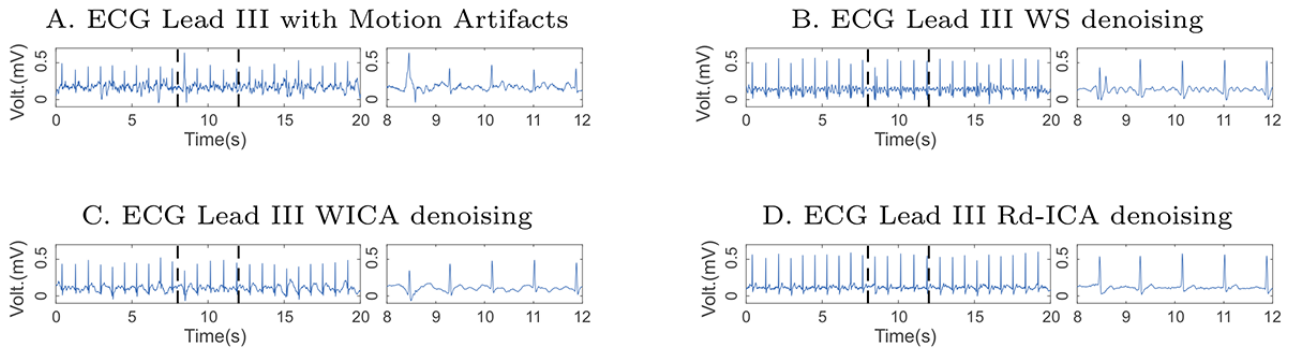 A. ECG Lead III with Motion Artifacts
Volt.(mV)
0.5
0
0 5 10 15 20
8 9 10 11 12
Time(s)
B. ECG Lead III WS denoising
Volt.(mV)
0.5
0
0.5
0
0 5 10 15 20
8 9 10 11 12
Time(s)
C. ECG Lead III WICA denoising
Volt.(mV)
0.5
0
0.5
0
0 5 10 15 20
8 9 10 11 12
Time(s)
D. ECG Lead III Rd-ICA denoising
Volt.(mV)
0.5
0
0.5
0
0 5 10 15 20
8 9 10 11 12
Time(s)